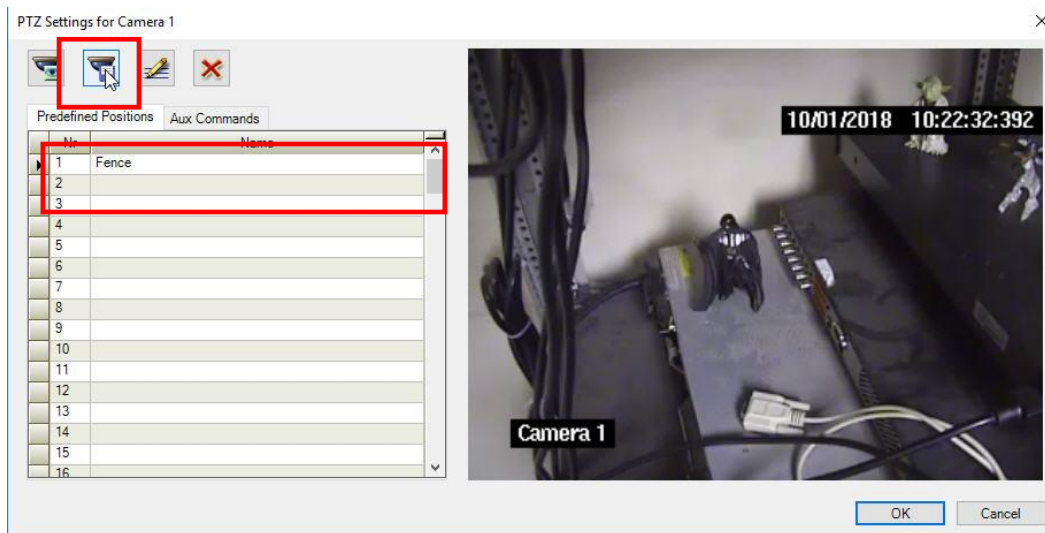 PTZ Settings for Camera 1
Predefined Positions Aux Commands
Nr Name
1 Fence
2
3
4
5
6
7
8
9
10
11
12
13
14
15
16
10/01/2018 10:22:32:392
Camera 1
OK Cancel